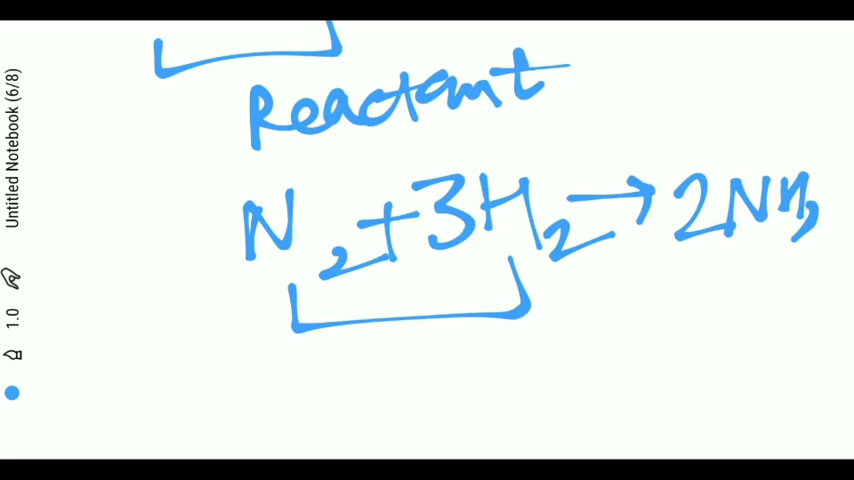 Reactant
N₂+3H₂→2NH₃
Untitled Notebook (6/8)
1.0